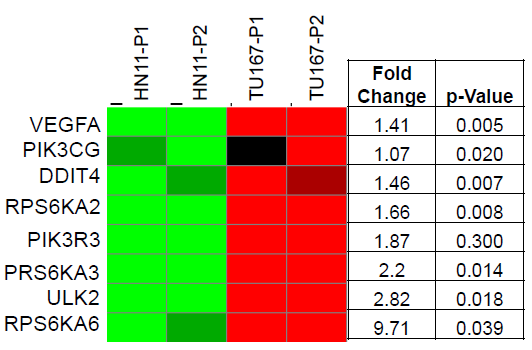 HN11-P1
HN11-P2
TU167-P1
TU167-P2
Fold Change p-Value
VEGFA 1.41 0.005
PIK3CG 1.07 0.020
DDIT4 1.46 0.007
RPS6KA2 1.66 0.008
PIK3R3 1.87 0.300
PRS6KA3 2.2 0.014
ULK2 2.82 0.018
RPS6KA6 9.71 0.039